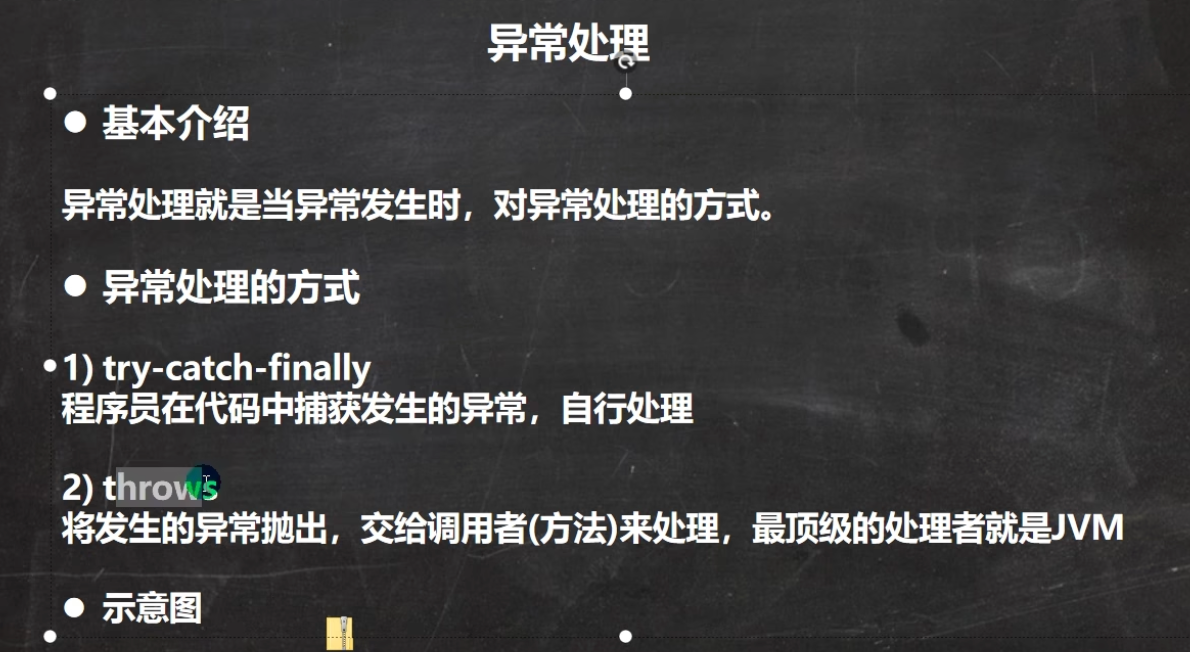 异常处理
● 基本介绍
异常处理就是当异常发生时，对异常处理的方式。
● 异常处理的方式
1) try-catch-finally
程序员在代码中捕获发生的异常，自行处理
2) throws
将发生的异常抛出，交给调用者(方法)来处理，最顶级的处理者就是JVM
● 示意图